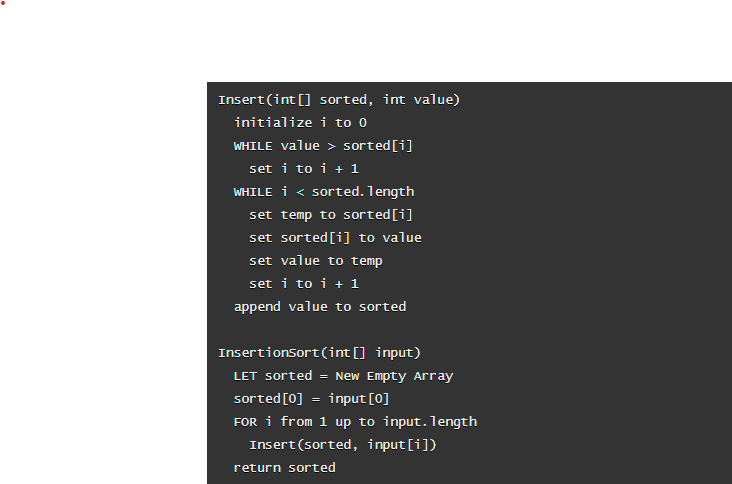 Insert(int[] sorted, int value)
initialize i to 0
WHILE value > sorted[i]
set i to i + 1
WHILE i < sorted.length
set temp to sorted[i]
set sorted[i] to value
set value to temp
set i to i + 1
append value to sorted
InsertionSort(int[] input)
LET sorted = New Empty Array
sorted[0] = input[0]
FOR i from 1 up to input.length
Insert(sorted, input[i])
return sorted